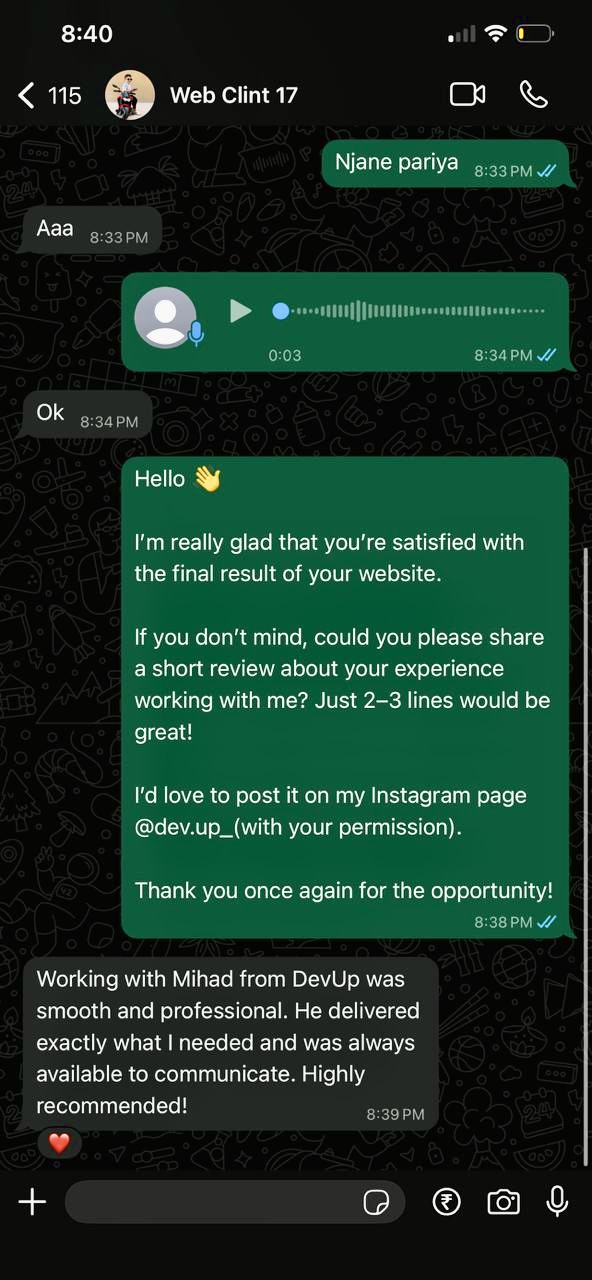 8:40
115 Web Clint 17
Njane pariya 8:33 PM
Aaa 8:33 PM
0:03 8:34 PM
Ok 8:34 PM
Hello 👋
I’m really glad that you’re satisfied with
the final result of your website.
If you don’t mind, could you please share
a short review about your experience
working with me? Just 2–3 lines would be
great!
I’d love to post it on my Instagram page
@dev.up_(with your permission).
Thank you once again for the opportunity!
8:38 PM
Working with Mihad from DevUp was
smooth and professional. He delivered
exactly what I needed and was always
available to communicate. Highly
recommended! 8:39 PM
❤️